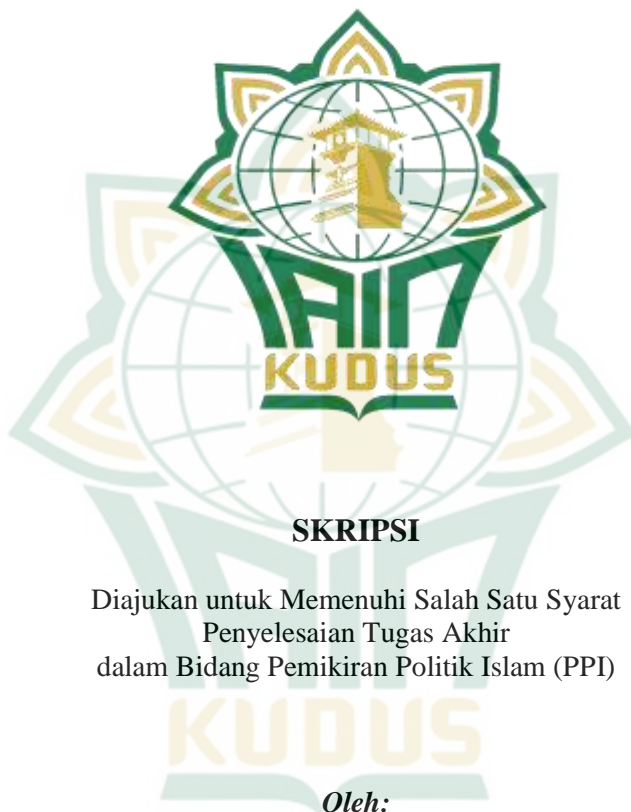 IAIN
KUDUS
SKRIPSI
Diajukan untuk Memenuhi Salah Satu Syarat
Penyelesaian Tugas Akhir
dalam Bidang Pemikiran Politik Islam (PPI)
KUDUS
Oleh: